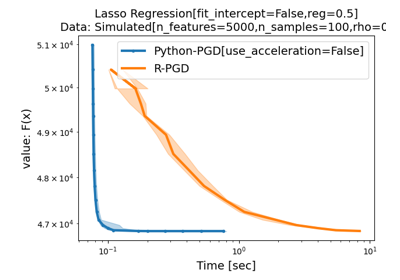 Lasso Regression[fit_intercept=False,reg=0.5]
Data: Simulated[n_features=5000,n_samples=100,rho=0
Python-PGD[use_acceleration=False]
R-PGD
value: F(x)
5.1 × 10⁴
5 × 10⁴
4.9 × 10⁴
4.8 × 10⁴
4.7 × 10⁴
10⁻¹ 10⁰ 10¹
Time [sec]